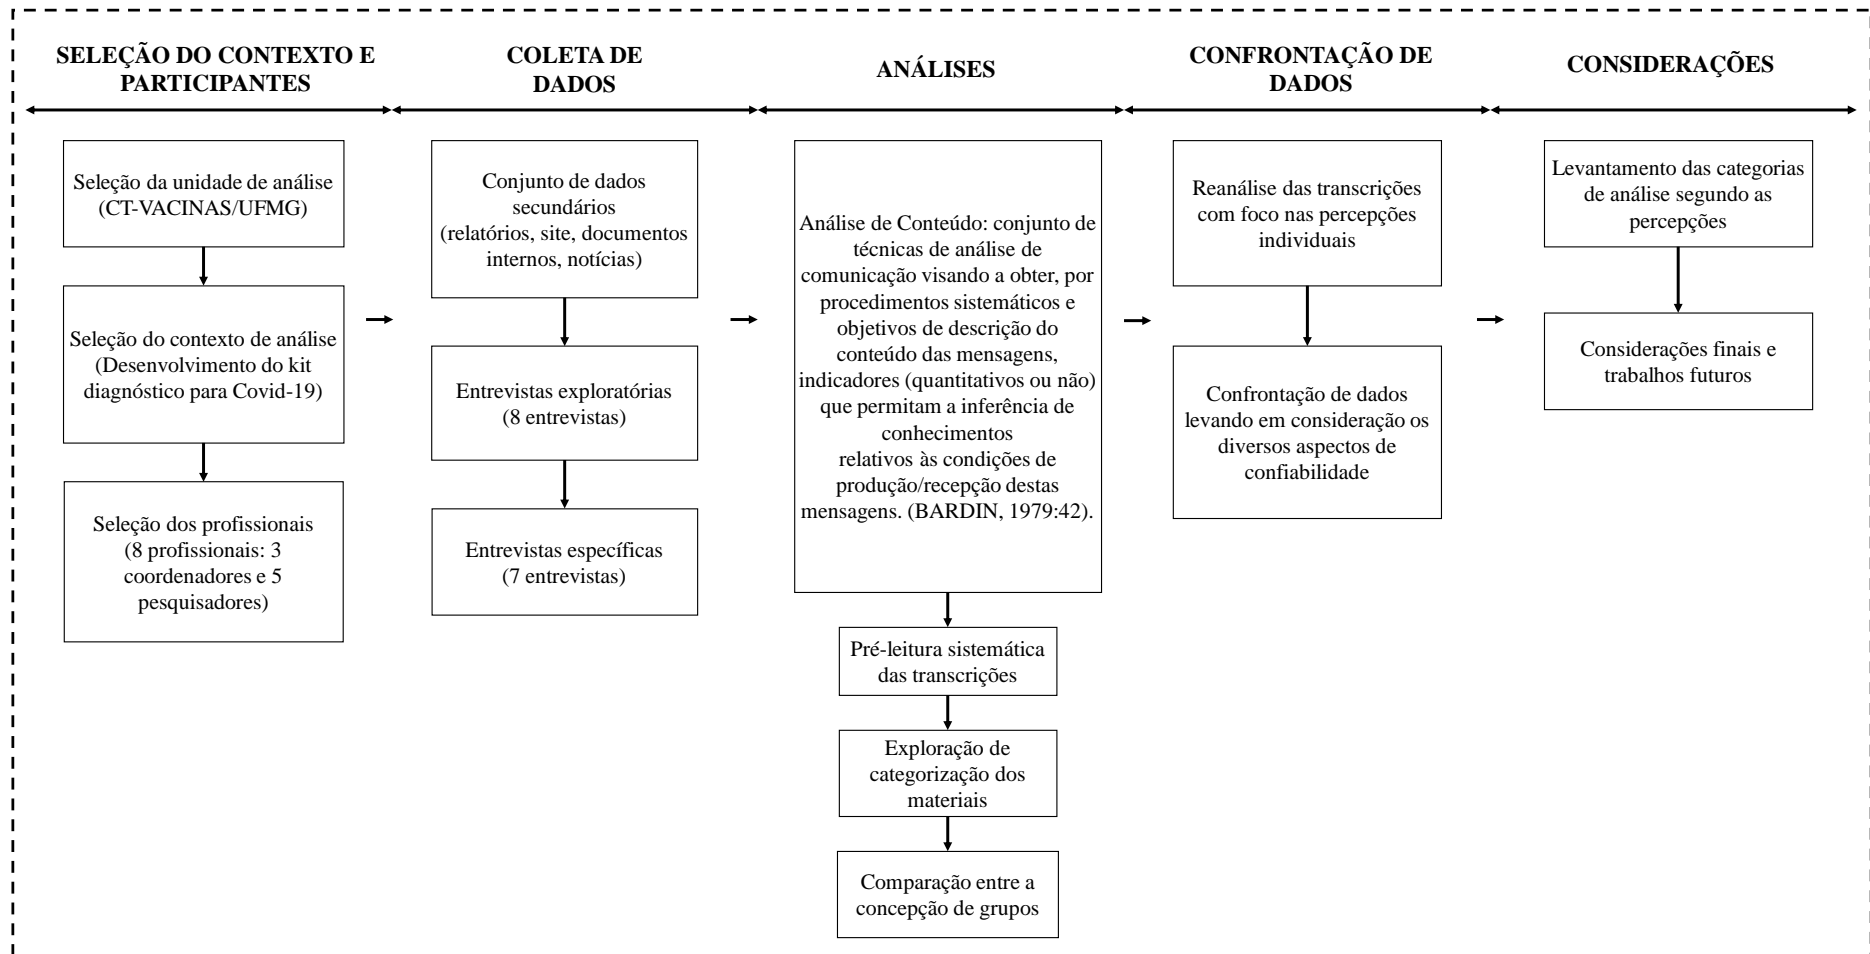 SELEÇÃO DO CONTEXTO E
PARTICIPANTES
COLETA DE
DADOS
ANÁLISES
CONFRONTAÇÃO DE
DADOS
CONSIDERAÇÕES
Seleção da unidade de análise
(CT-VACINAS/UFMG)
Seleção do contexto de análise
(Desenvolvimento do kit
diagnóstico para Covid-19)
Seleção dos profissionais
(8 profissionais: 3
coordenadores e 5
pesquisadores)
Conjunto de dados
secundários
(relatórios, site, documentos
internos, notícias)
Entrevistas exploratórias
(8 entrevistas)
Entrevistas específicas
(7 entrevistas)
Análise de Conteúdo: conjunto de
técnicas de análise de
comunicação visando a obter, por
procedimentos sistemáticos e
objetivos de descrição do
conteúdo das mensagens,
indicadores (quantitativos ou não)
que permitam a inferência de
conhecimentos
relativos às condições de
produção/recepção destas
mensagens. (BARDIN, 1979:42).
Pré-leitura sistemática
das transcrições
Exploração de
categorização dos
materiais
Comparação entre a
concepção de grupos
Reanálise das transcrições
com foco nas percepções
individuais
Confrontação de dados
levando em consideração os
diversos aspectos de
confiabilidade
Levantamento das categorias
de análise segundo as
percepções
Considerações finais e
trabalhos futuros